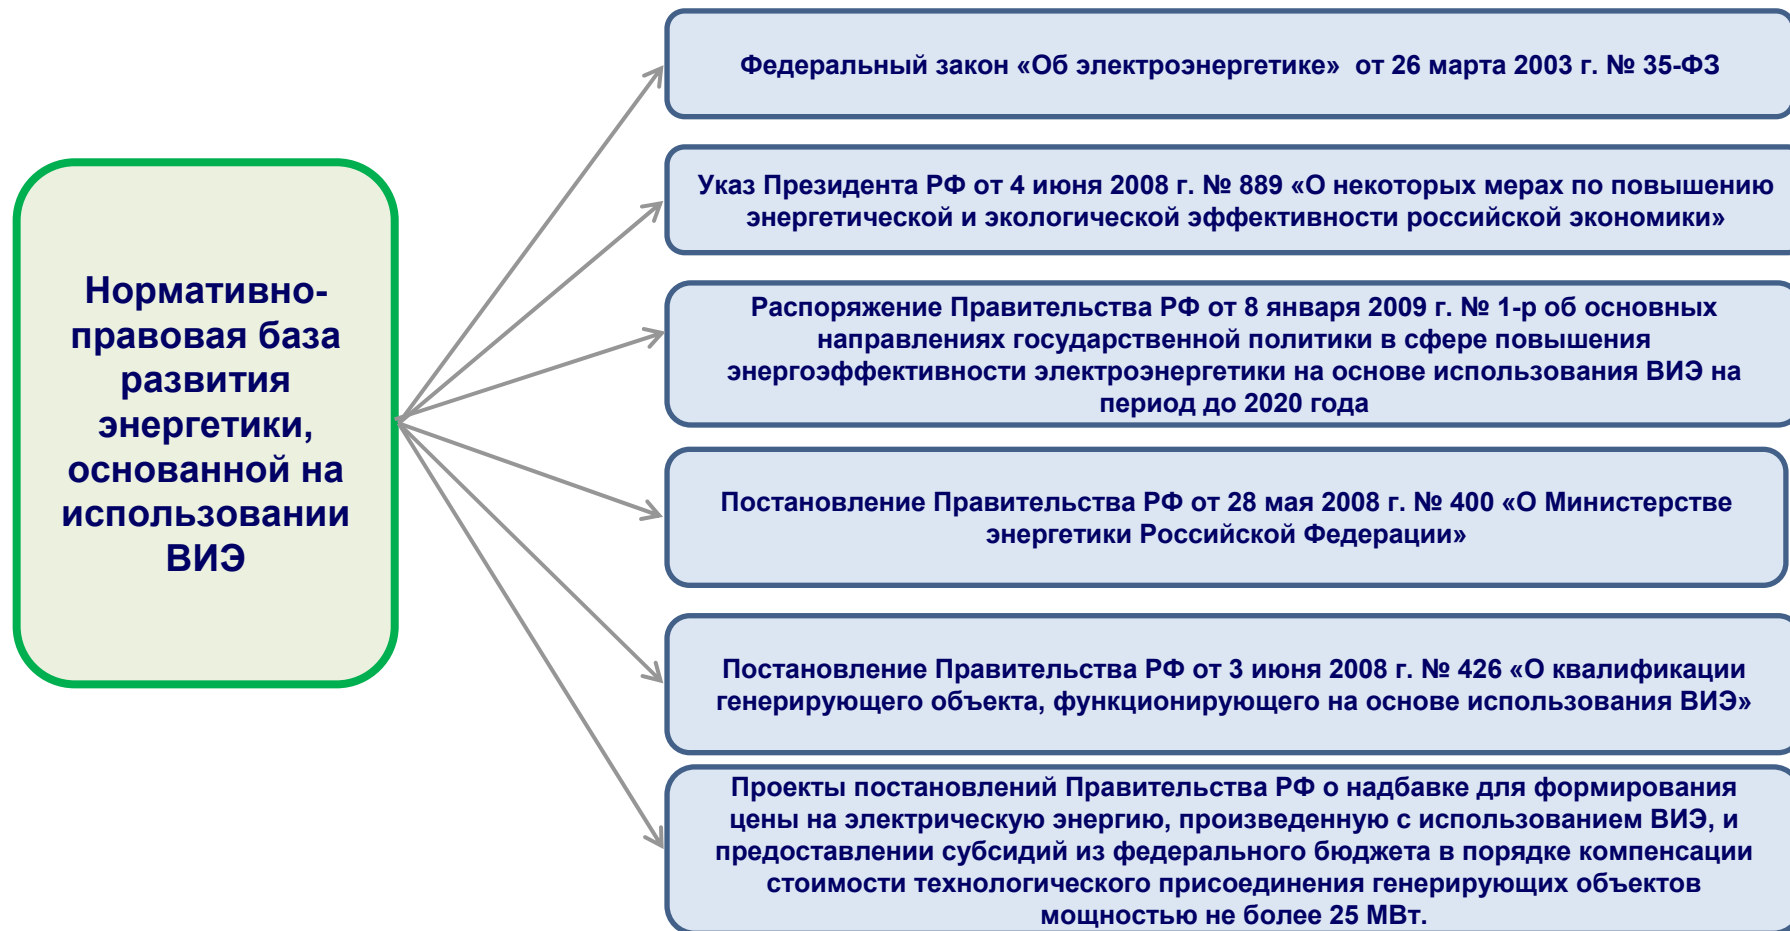 Нормативно-
правовая база
развития
энергетики,
основанной на
использовании
ВИЭ
Федеральный закон «Об электроэнергетике»  от 26 марта 2003 г. № 35-ФЗ
Указ Президента РФ от 4 июня 2008 г. № 889 «О некоторых мерах по повышению
энергетической и экологической эффективности российской экономики»
Распоряжение Правительства РФ от 8 января 2009 г. № 1-р об основных
направлениях государственной политики в сфере повышения
энергоэффективности электроэнергетики на основе использования ВИЭ на
период до 2020 года
Постановление Правительства РФ от 28 мая 2008 г. № 400 «О Министерстве
энергетики Российской Федерации»
Постановление Правительства РФ от 3 июня 2008 г. № 426 «О квалификации
генерирующего объекта, функционирующего на основе использования ВИЭ»
Проекты постановлений Правительства РФ о надбавке для формирования
цены на электрическую энергию, произведенную с использованием ВИЭ, и
предоставлении субсидий из федерального бюджета в порядке компенсации
стоимости технологического присоединения генерирующих объектов
мощностью не более 25 МВт.